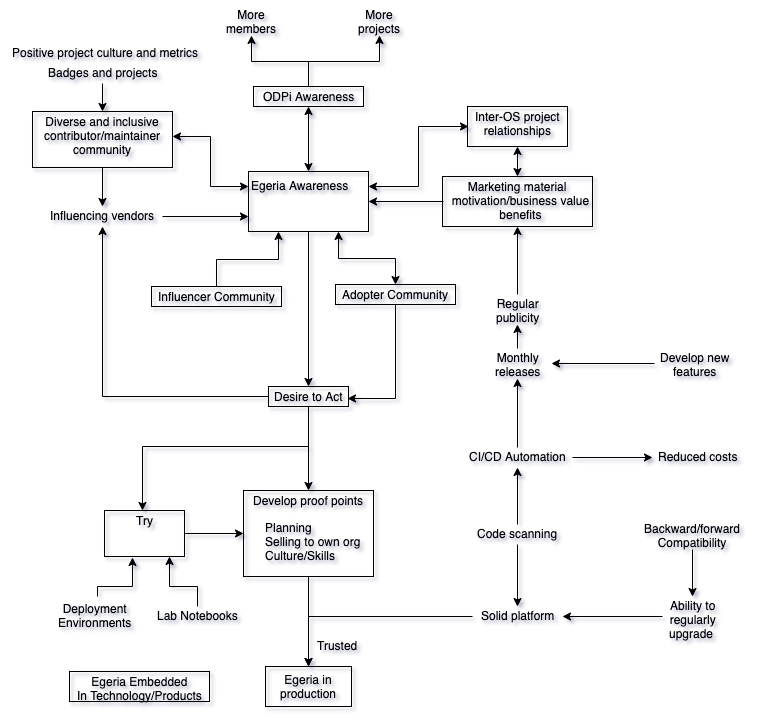 More
members
More
projects
Positive project culture and metrics
Badges and projects
ODPi Awareness
Diverse and inclusive
contributor/maintainer
community
Inter-OS project
relationships
Egeria Awareness
Marketing material
motivation/business value
benefits
Influencing vendors
Influencer Community
Adopter Community
Regular
publicity
Monthly
releases
Develop new
features
Desire to Act
CI/CD Automation
Reduced costs
Develop proof points
Planning
Selling to own org
Culture/Skills
Try
Code scanning
Backward/forward
Compatibility
Deployment
Environments
Lab Notebooks
Solid platform
Ability to
regularly
upgrade
Trusted
Egeria Embedded
In Technology/Products
Egeria in
production